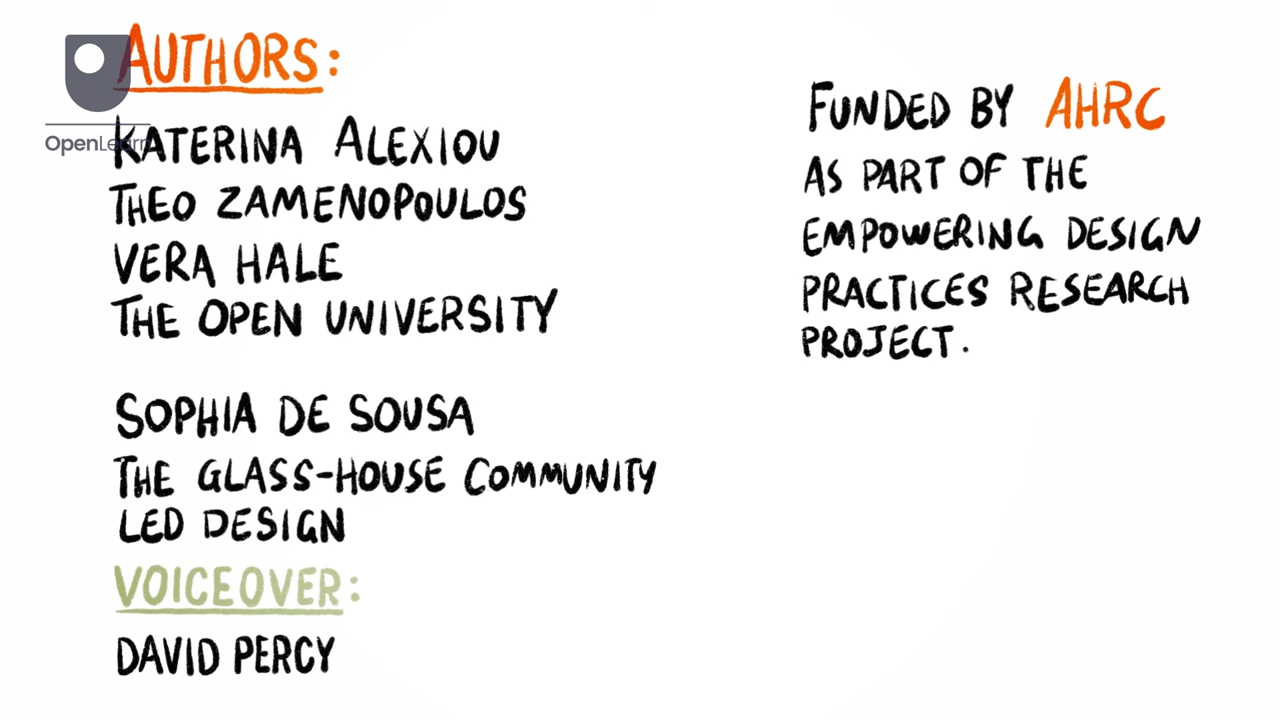 AUTHORS:
OpenLearn
KATERINA ALEXIOU
THEO ZAMENOPOULOS
VERA HALE
THE OPEN UNIVERSITY
SOPHIA DE SOUSA
THE GLASS-HOUSE COMMUNITY
LED DESIGN
VOICEOVER:
DAVID PERCY
FUNDED BY AHRC
AS PART OF THE
EMPOWERING DESIGN
PRACTICES RESEARCH
PROJECT.